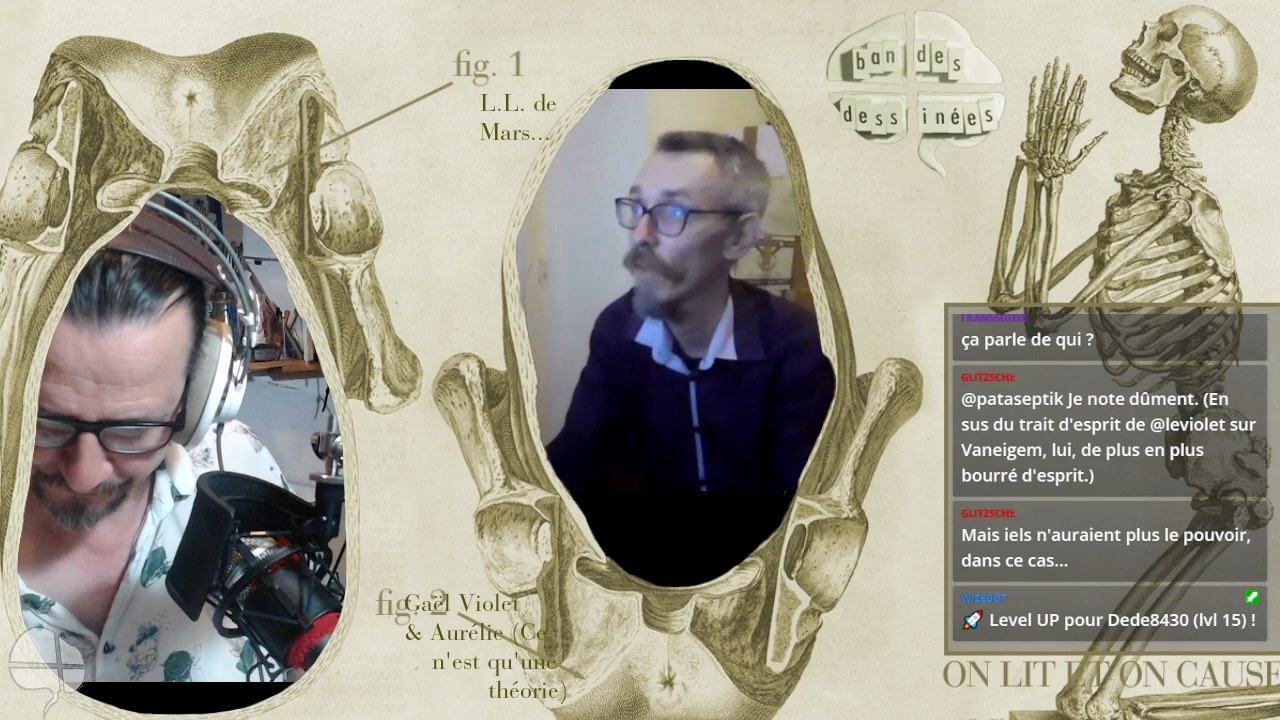 fig. 1
L.L. de
Mars...
ban des
dess inées
TRANSSHUSS
ça parle de qui ?
GLITZSCHE
@pataseptik Je note dûment. (En
sus du trait d'esprit de @leviolet sur
Vaneigem, lui, de plus en plus
bourré d'esprit.)
GLITZSCHE
Mais iels n'auraient plus le pouvoir,
dans ce cas...
WIZEBOT
🚀 Level UP pour Dede8430 (lvl 15) !
fig. 2
Gaël Violet
& Aurélie (Ce
n'est qu'une
théorie)
ON LIT ET ON CAUSE